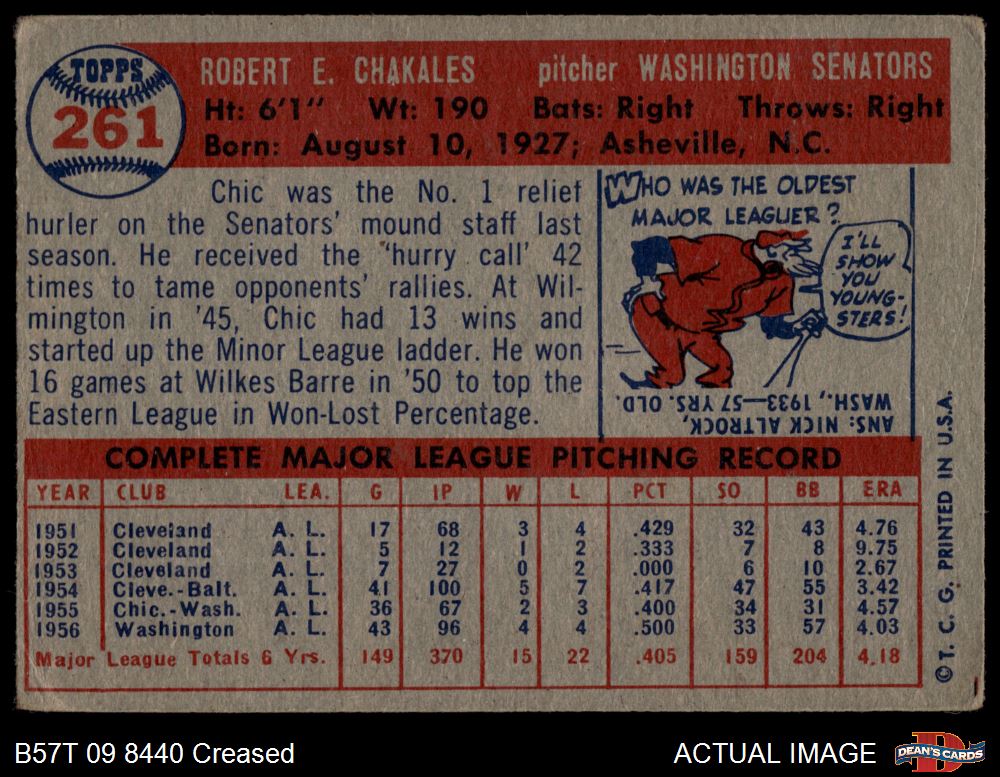 TOPPS
261
ROBERT E. CHAKALES pitcher WASHINGTON SENATORS
Ht: 6'1" Wt: 190 Bats: Right Throws: Right
Born: August 10, 1927; Asheville, N.C.
Chic was the No. 1 relief
hurler on the Senators' mound staff last
season. He received the 'hurry call' 42
times to tame opponents' rallies. At Wil-
mington in '45, Chic had 13 wins and
started up the Minor League ladder. He won
16 games at Wilkes Barre in '50 to top the
Eastern League in Won-Lost Percentage.
WHO WAS THE OLDEST
MAJOR LEAGUER?
I'LL
SHOW
YOU
YOUNG-
STERS!
ANS: NICK ALTROCK,
WASH., 1933—57 YRS. OLD.
COMPLETE MAJOR LEAGUE PITCHING RECORD
YEAR CLUB LEA. G IP W L PCT SO BB ERA
1951 Cleveland A. L. 17 68 3 4 .429 32 43 4.76
1952 Cleveland A. L. 5 12 1 2 .333 7 8 9.75
1953 Cleveland A. L. 7 27 0 2 .000 6 10 2.67
1954 Cleve.-Balt. A. L. 41 100 5 7 .417 47 55 3.42
1955 Chic.-Wash. A. L. 36 67 2 3 .400 34 31 4.57
1956 Washington A. L. 43 96 4 4 .500 33 57 4.03
Major League Totals 6 Yrs. 149 370 15 22 .405 159 204 4.18
© T. C. G. PRINTED IN U.S.A.
B57T 09 8440 Creased
ACTUAL IMAGE
DEAN'S CARDS